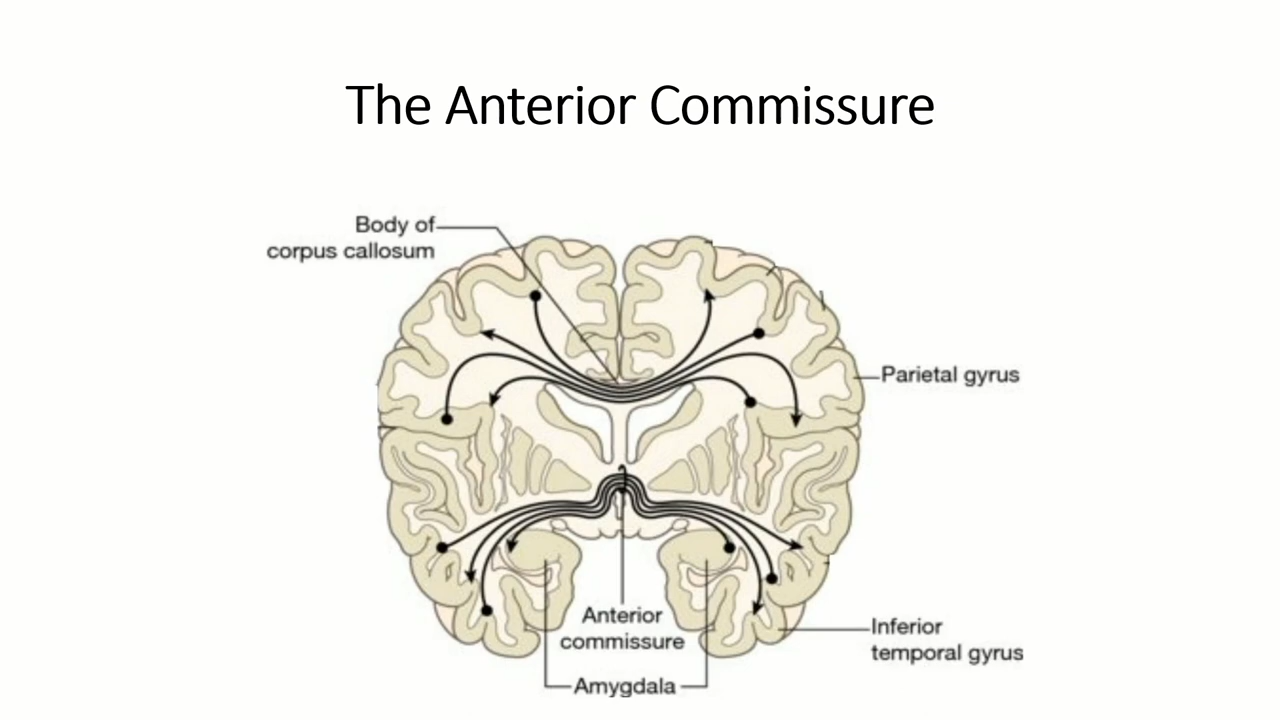 The Anterior Commissure
Body of
corpus callosum
Parietal gyrus
Anterior
commissure
Inferior
temporal gyrus
Amygdala